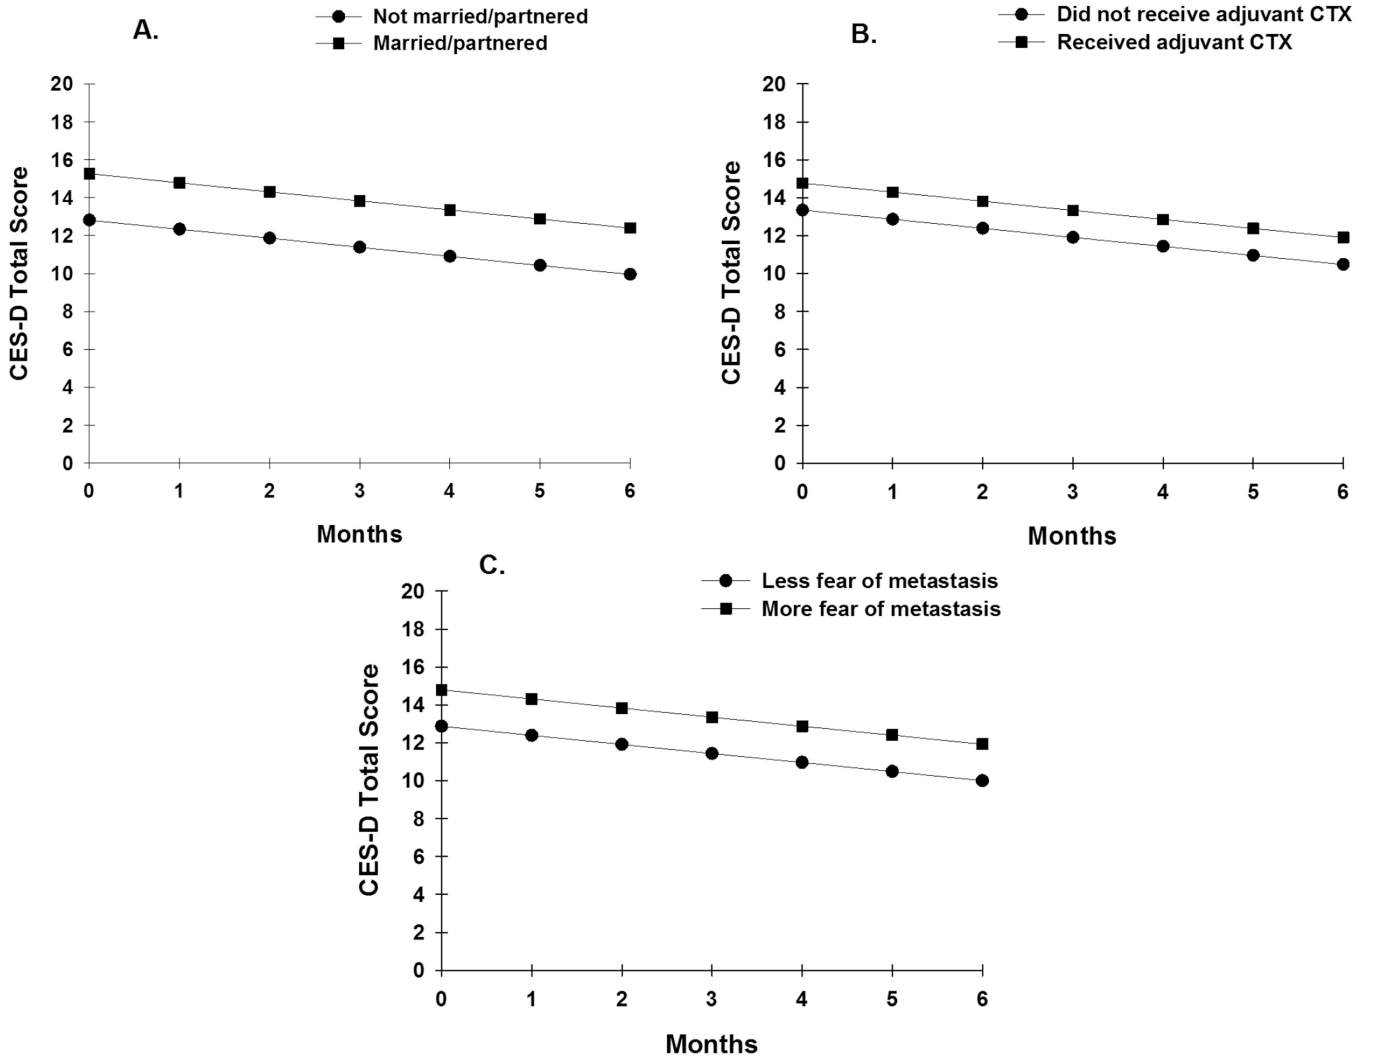 A.
Not married/partnered
Married/partnered
CES-D Total Score
20
18
16
14
12
10
8
6
4
2
0
0 1 2 3 4 5 6
Months
B.
Did not receive adjuvant CTX
Received adjuvant CTX
CES-D Total Score
20
18
16
14
12
10
8
6
4
2
0
0 1 2 3 4 5 6
Months
C.
Less fear of metastasis
More fear of metastasis
CES-D Total Score
20
18
16
14
12
10
8
6
4
2
0
0 1 2 3 4 5 6
Months